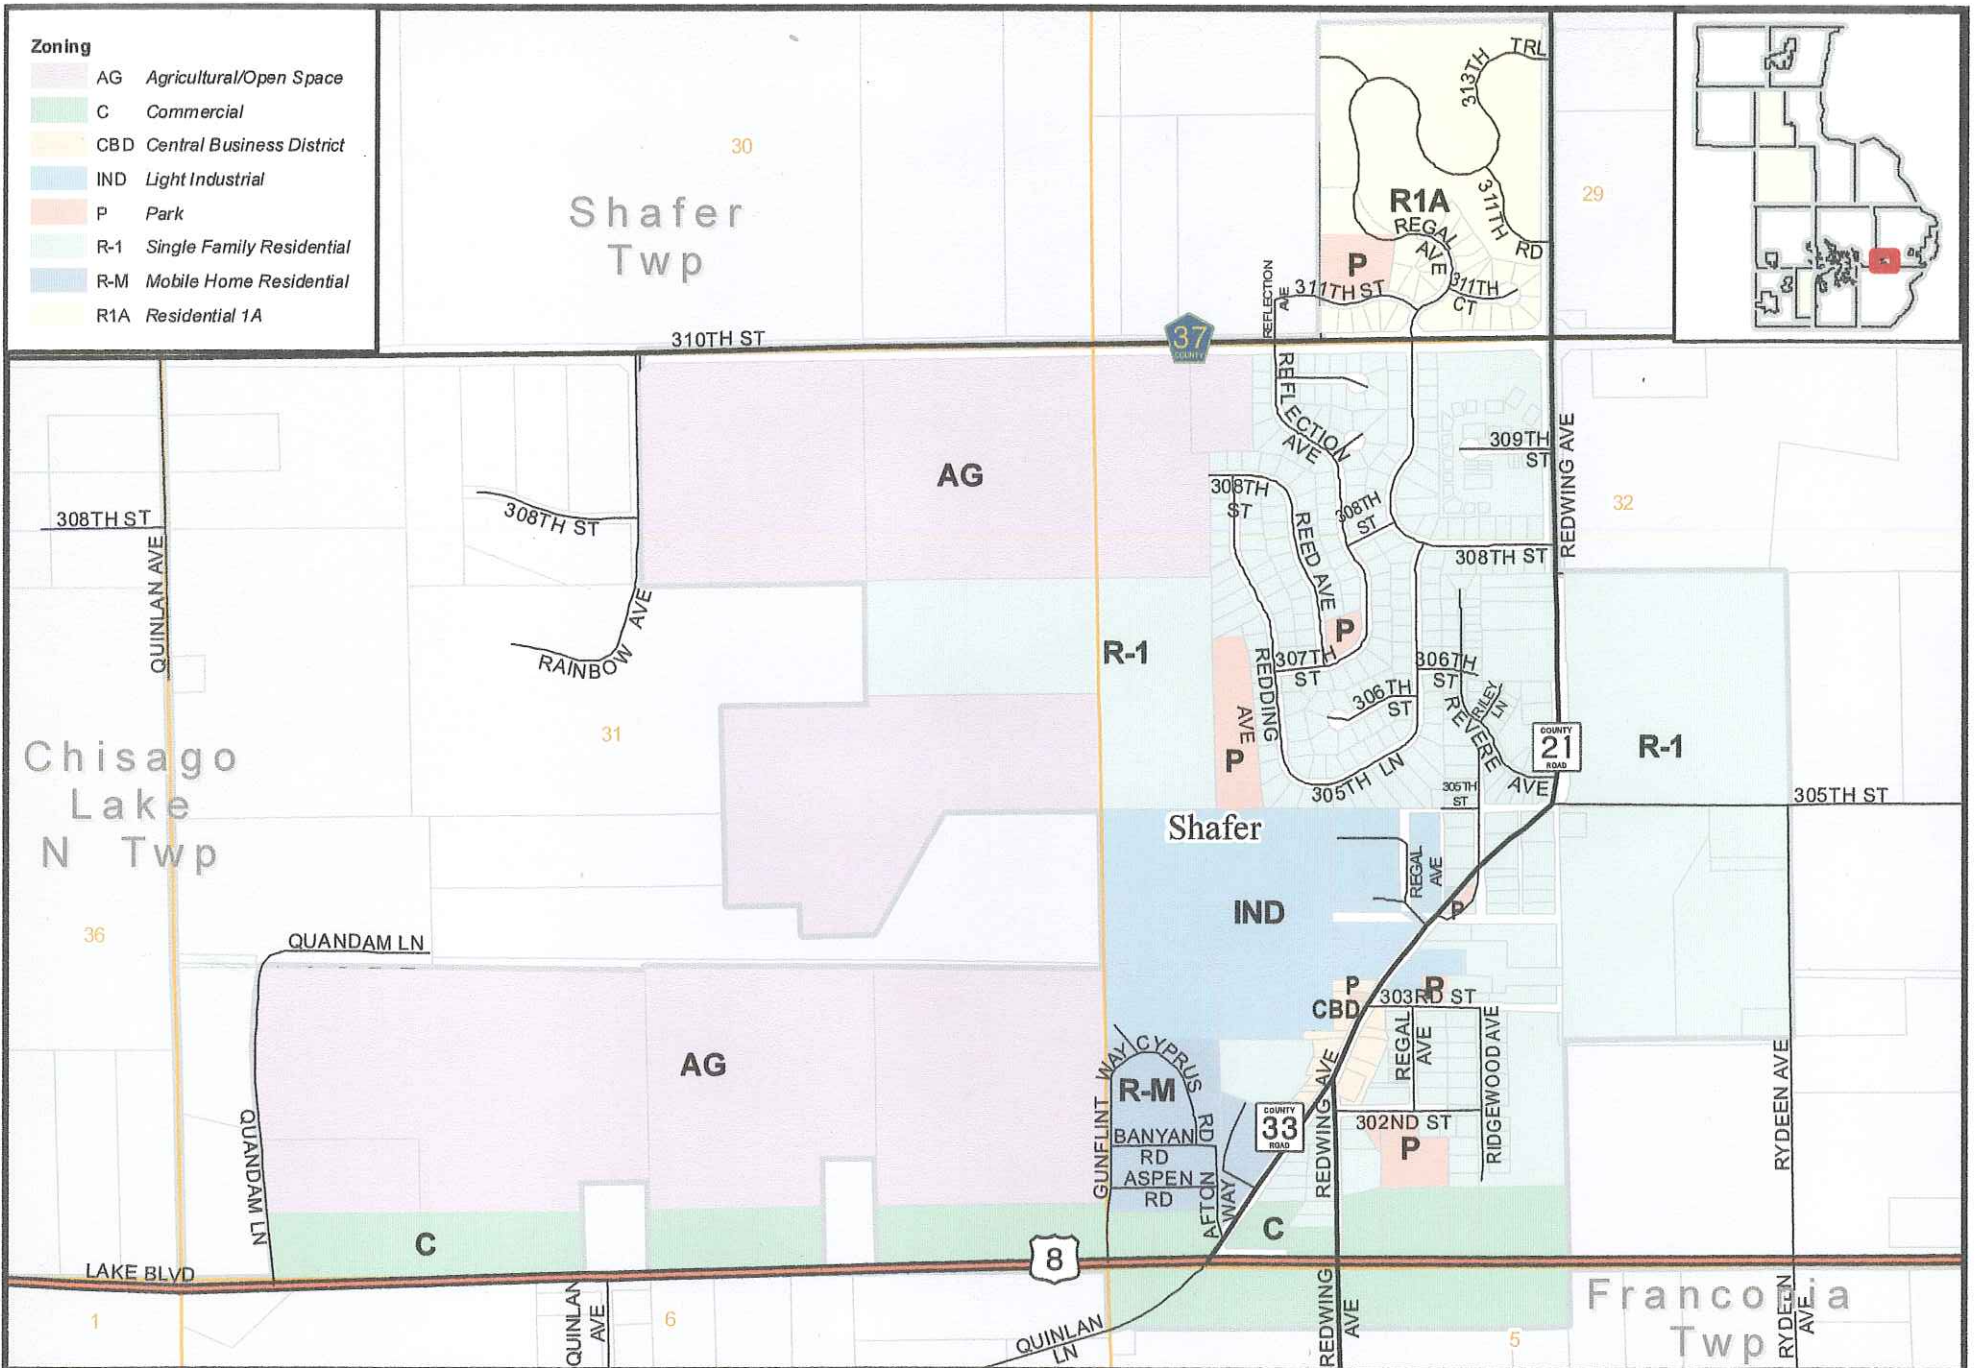 Zoning
AG Agricultural/Open Space
C Commercial
CBD Central Business District
IND Light Industrial
P Park
R-1 Single Family Residential
R-M Mobile Home Residential
R1A Residential 1A
30
Shafer
Twp
313TH
TRL
R1A
311TH
RD
REGAL
AVE
P
311TH ST
311TH
CT
REFLECTION
AVE
29
310TH ST
37
COUNTY
REFLECTION
AVE
AG
309TH
ST
REDWING AVE
32
308TH ST
QUINLAN AVE
308TH ST
308TH
ST
REED AVE
308TH
ST
308TH ST
RAINBOW
AVE
R-1
P
307TH
ST
306TH
ST
306TH
ST
RILEY
LN
REVERE
AVE
REDDING
AVE
P
305TH LN
305TH
ST
COUNTY
21
ROAD
R-1
305TH ST
31
Chisago
Lake
N Twp
36
Shafer
REGAL
AVE
IND
P
QUANDAM LN
P
CBD
P
303RD ST
REGAL
AVE
RIDGEWOOD AVE
RYDEEN AVE
AG
QUANDAM LN
GUNFLINT
WAY
CYPRUS
RD
R-M
BANYAN
RD
ASPEN
RD
AFTON
WAY
COUNTY
33
ROAD
REDWING AVE
302ND ST
P
C
C
LAKE BLVD
8
1
QUINLAN
AVE
6
QUINLAN
LN
REDWING
AVE
5
Franconia
Twp
RYDEEN
AVE